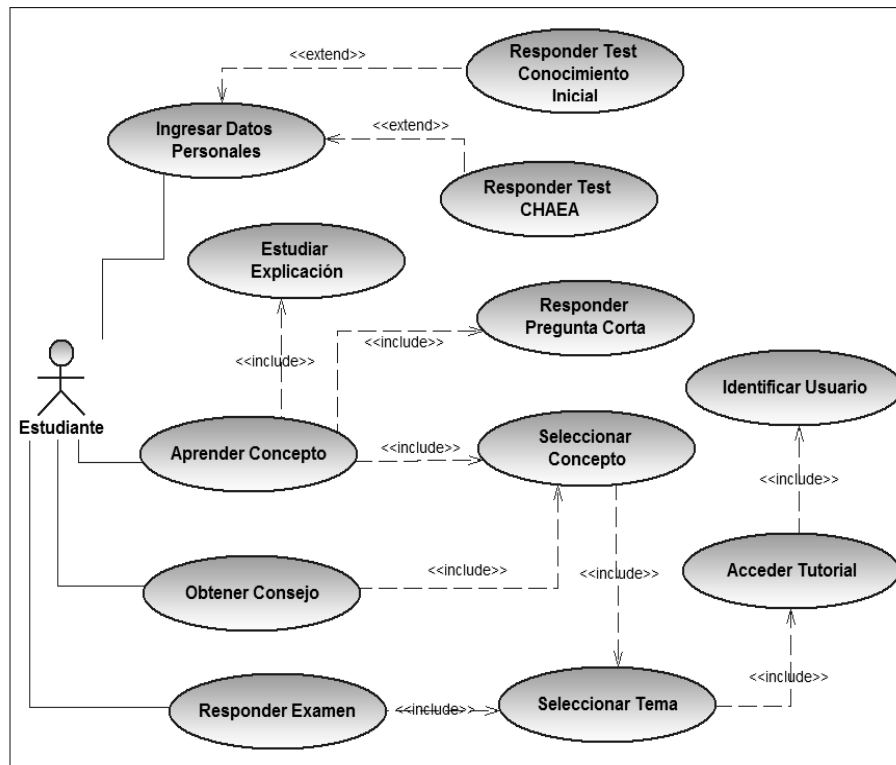 <<extend>>
Responder Test
Conocimiento
Inicial
Ingresar Datos
Personales
<<extend>>
Responder Test
CHAEA
Estudiar
Explicación
Responder
Pregunta Corta
<<include>>
<<include>>
Identificar Usuario
Estudiante
Aprender Concepto
<<include>>
Seleccionar
Concepto
<<include>>
Obtener Consejo
<<include>>
<<include>>
Acceder Tutorial
<<include>>
Responder Examen
<<include>>
Seleccionar Tema